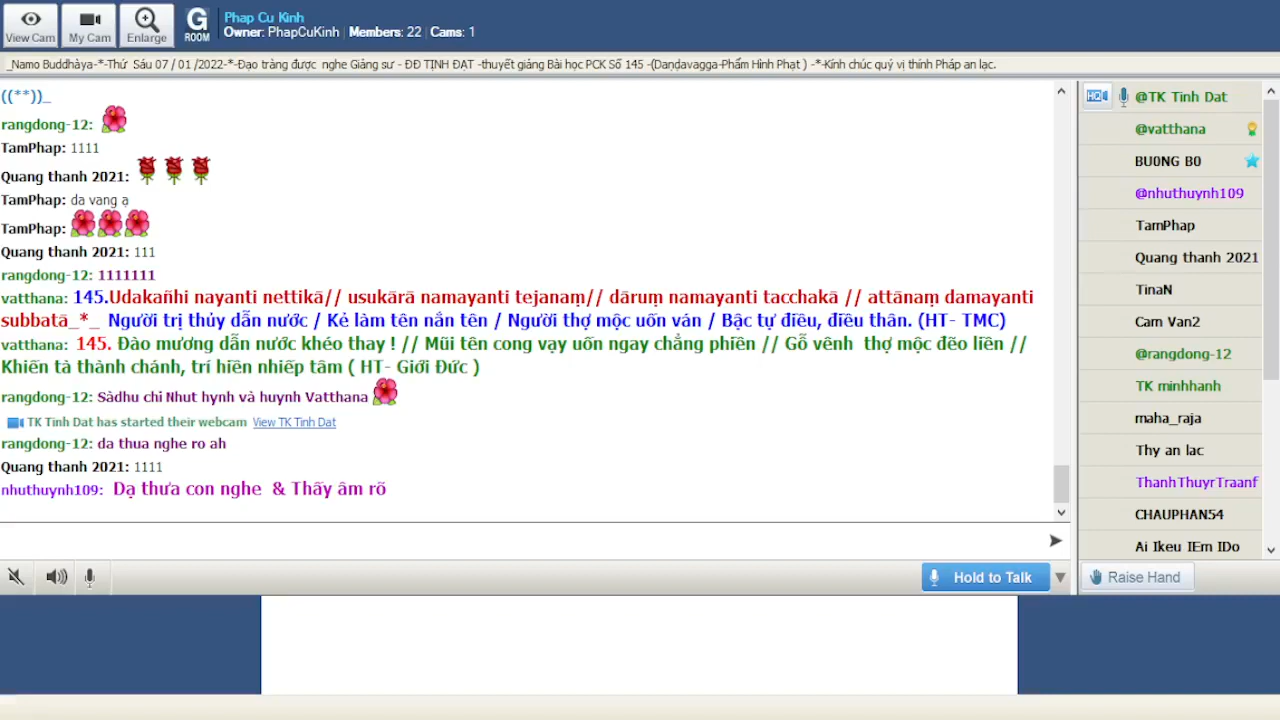 View Cam
My Cam
Enlarge
G
ROOM
Phap Cu Kinh
Owner: PhapCuKinh | Members: 22 | Cams: 1
_Namo Buddhàya-*-Thứ Sáu 07 / 01 /2022-*-Đạo tràng được nghe Giảng sư - ĐĐ TỊNH ĐẠT -thuyết giảng Bài học PCK Số 145 -(Daṇḍavagga-Phẩm Hình Phạt ) -*-Kính chúc quý vị thính Pháp an lạc.
((**))_
rangdong-12:
TamPhap: 1111
Quang thanh 2021:
TamPhap: da vang ạ
TamPhap:
Quang thanh 2021: 111
rangdong-12: 1111111
vatthana: 145.Udakañhi nayanti nettikā// usukārā namayanti tejanaṃ// dāruṃ namayanti tacchakā // attānaṃ damayanti
subbatā_*_ Người trị thủy dẫn nước / Kẻ làm tên nắn tên / Người thợ mộc uốn ván / Bậc tự điều, điều thân. (HT- TMC)
vatthana: 145. Đào mương dẫn nước khéo thay ! // Mũi tên cong vạy uốn ngay chẳng phiền // Gỗ vênh thợ mộc đẽo liền //
Khiến tà thành chánh, trí hiền nhiếp tâm ( HT- Giới Đức )
rangdong-12: Sàdhu chi Nhut hynh và huynh Vatthana
TK Tinh Dat has started their webcam View TK Tinh Dat
rangdong-12: da thua nghe ro ah
Quang thanh 2021: 1111
nhuthuynh109: Dạ thưa con nghe & Thấy âm rõ
Hold to Talk
@TK Tinh Dat
@vatthana
BU0NG B0
@nhuthuynh109
TamPhap
Quang thanh 2021
TinaN
Cam Van2
@rangdong-12
TK minhhanh
maha_raja
Thy an lac
ThanhThuyrTraanf
CHAUPHAN54
Ai Ikeu IEm IDo
Raise Hand